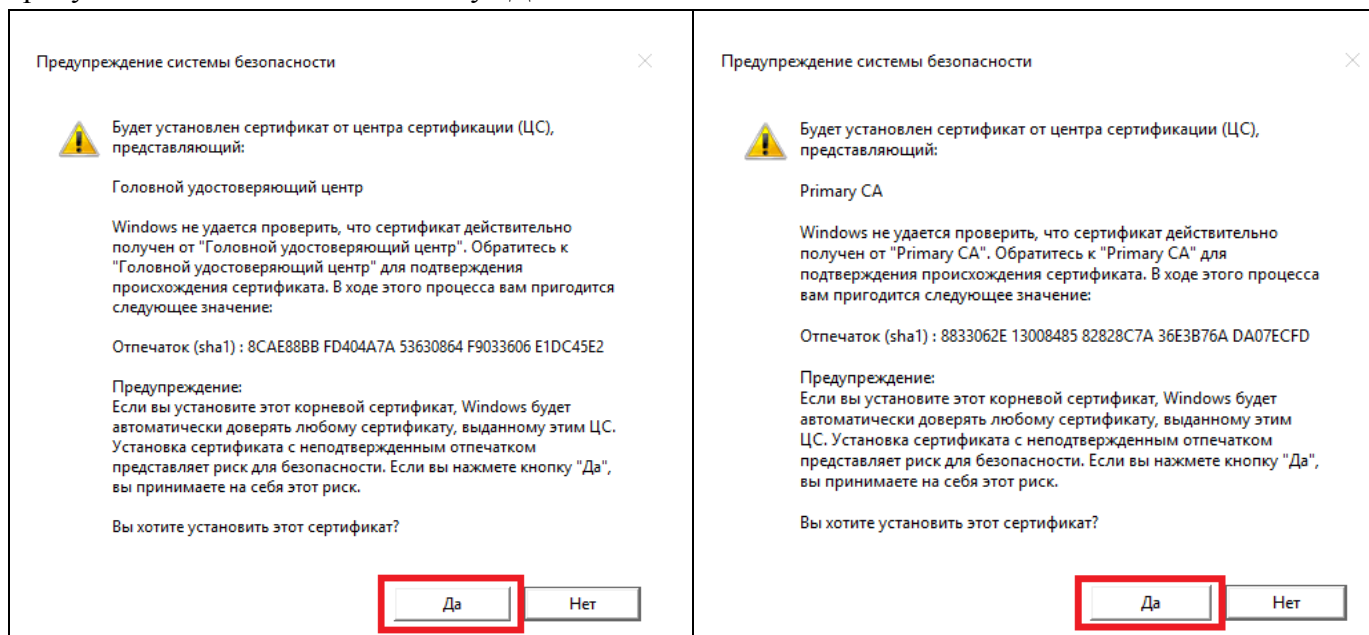 Предупреждение системы безопасности
Будет установлен сертификат от центра сертификации (ЦС),
представляющий:
Головной удостоверяющий центр
Windows не удается проверить, что сертификат действительно
получен от "Головной удостоверяющий центр". Обратитесь к
"Головной удостоверяющий центр" для подтверждения
происхождения сертификата. В ходе этого процесса вам пригодится
следующее значение:
Отпечаток (sha1) : 8CAE88BB FD404A7A 53630864 F9033606 E1DC45E2
Предупреждение:
Если вы установите этот корневой сертификат, Windows будет
автоматически доверять любому сертификату, выданному этим ЦС.
Установка сертификата с неподтвержденным отпечатком
представляет риск для безопасности. Если вы нажмете кнопку "Да",
вы принимаете на себя этот риск.
Вы хотите установить этот сертификат?
Да
Нет
Предупреждение системы безопасности
Будет установлен сертификат от центра сертификации (ЦС),
представляющий:
Primary CA
Windows не удается проверить, что сертификат действительно
получен от "Primary CA". Обратитесь к "Primary CA" для
подтверждения происхождения сертификата. В ходе этого процесса
вам пригодится следующее значение:
Отпечаток (sha1) : 8833062E 13008485 82828C7A 36E3B76A DA07ECFD
Предупреждение:
Если вы установите этот корневой сертификат, Windows будет
автоматически доверять любому сертификату, выданному этим
ЦС. Установка сертификата с неподтвержденным отпечатком
представляет риск для безопасности. Если вы нажмете кнопку "Да",
вы принимаете на себя этот риск.
Вы хотите установить этот сертификат?
Да
Нет